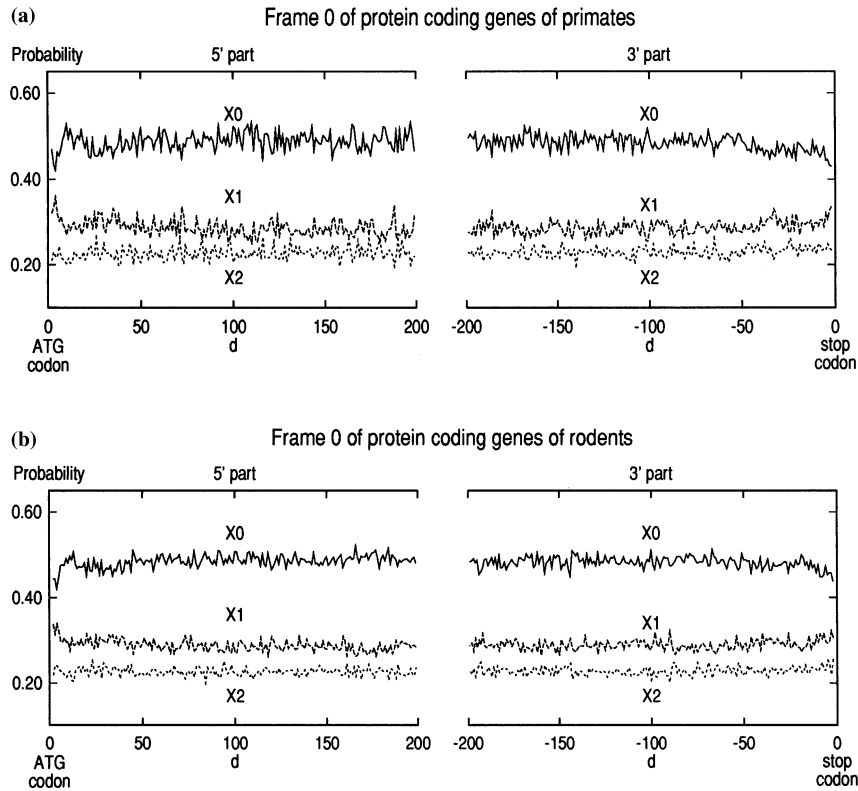 (a) Frame 0 of protein coding genes of primates
Probability 5' part 3' part
0.60
X0 X0
0.40
X1 X1
0.20
X2 X2
0 50 100 150 200 -200 -150 -100 -50 0
ATG d d stop
codon codon
(b) Frame 0 of protein coding genes of rodents
Probability 5' part 3' part
0.60
X0 X0
0.40
X1 X1
0.20
X2 X2
0 50 100 150 200 -200 -150 -100 -50 0
ATG d d stop
codon codon